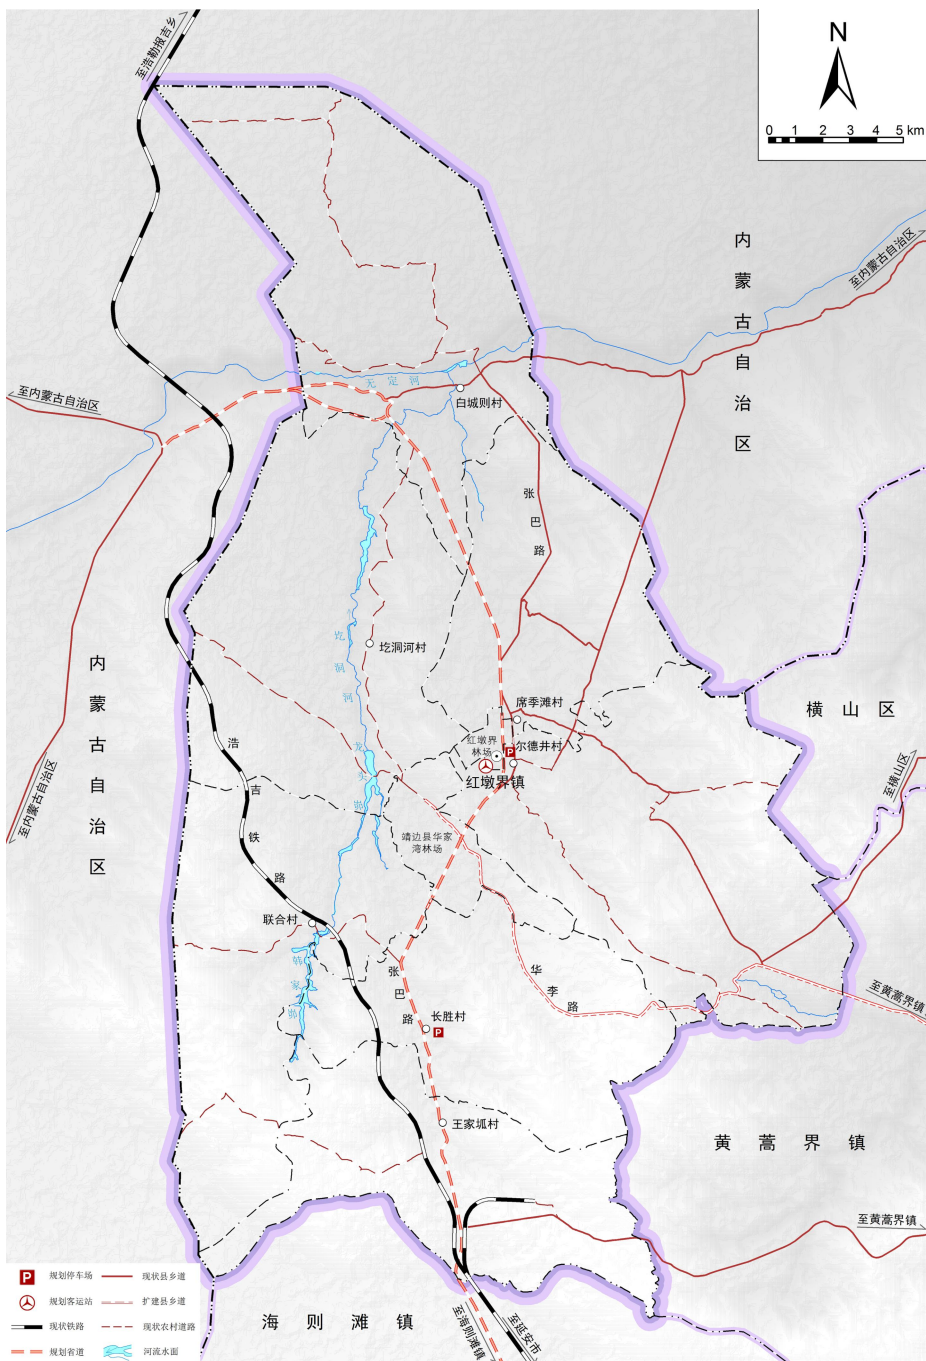 至浩勒报吉乡
N
0 1 2 3 4 5 km
内蒙古自治区
至内蒙古自治区
至内蒙古自治区
无定河
白城则村
张巴路
圪洞河
圪洞河村
内蒙古自治区
至内蒙古自治区
横山区
至横山区
席季滩村
红墩界
林场
P
尔德井村
红墩界镇
浩吉铁路
靖边县华家
湾林场
联合村
张巴路
华李路
至黄蒿界镇
长胜村
P
王家坬村
黄蒿界镇
至黄蒿界镇
海则滩镇
至海则滩镇
至延安市
P 规划停车场
现状县乡道
规划客运站
扩建县乡道
现状铁路
现状农村道路
规划省道
河流水面